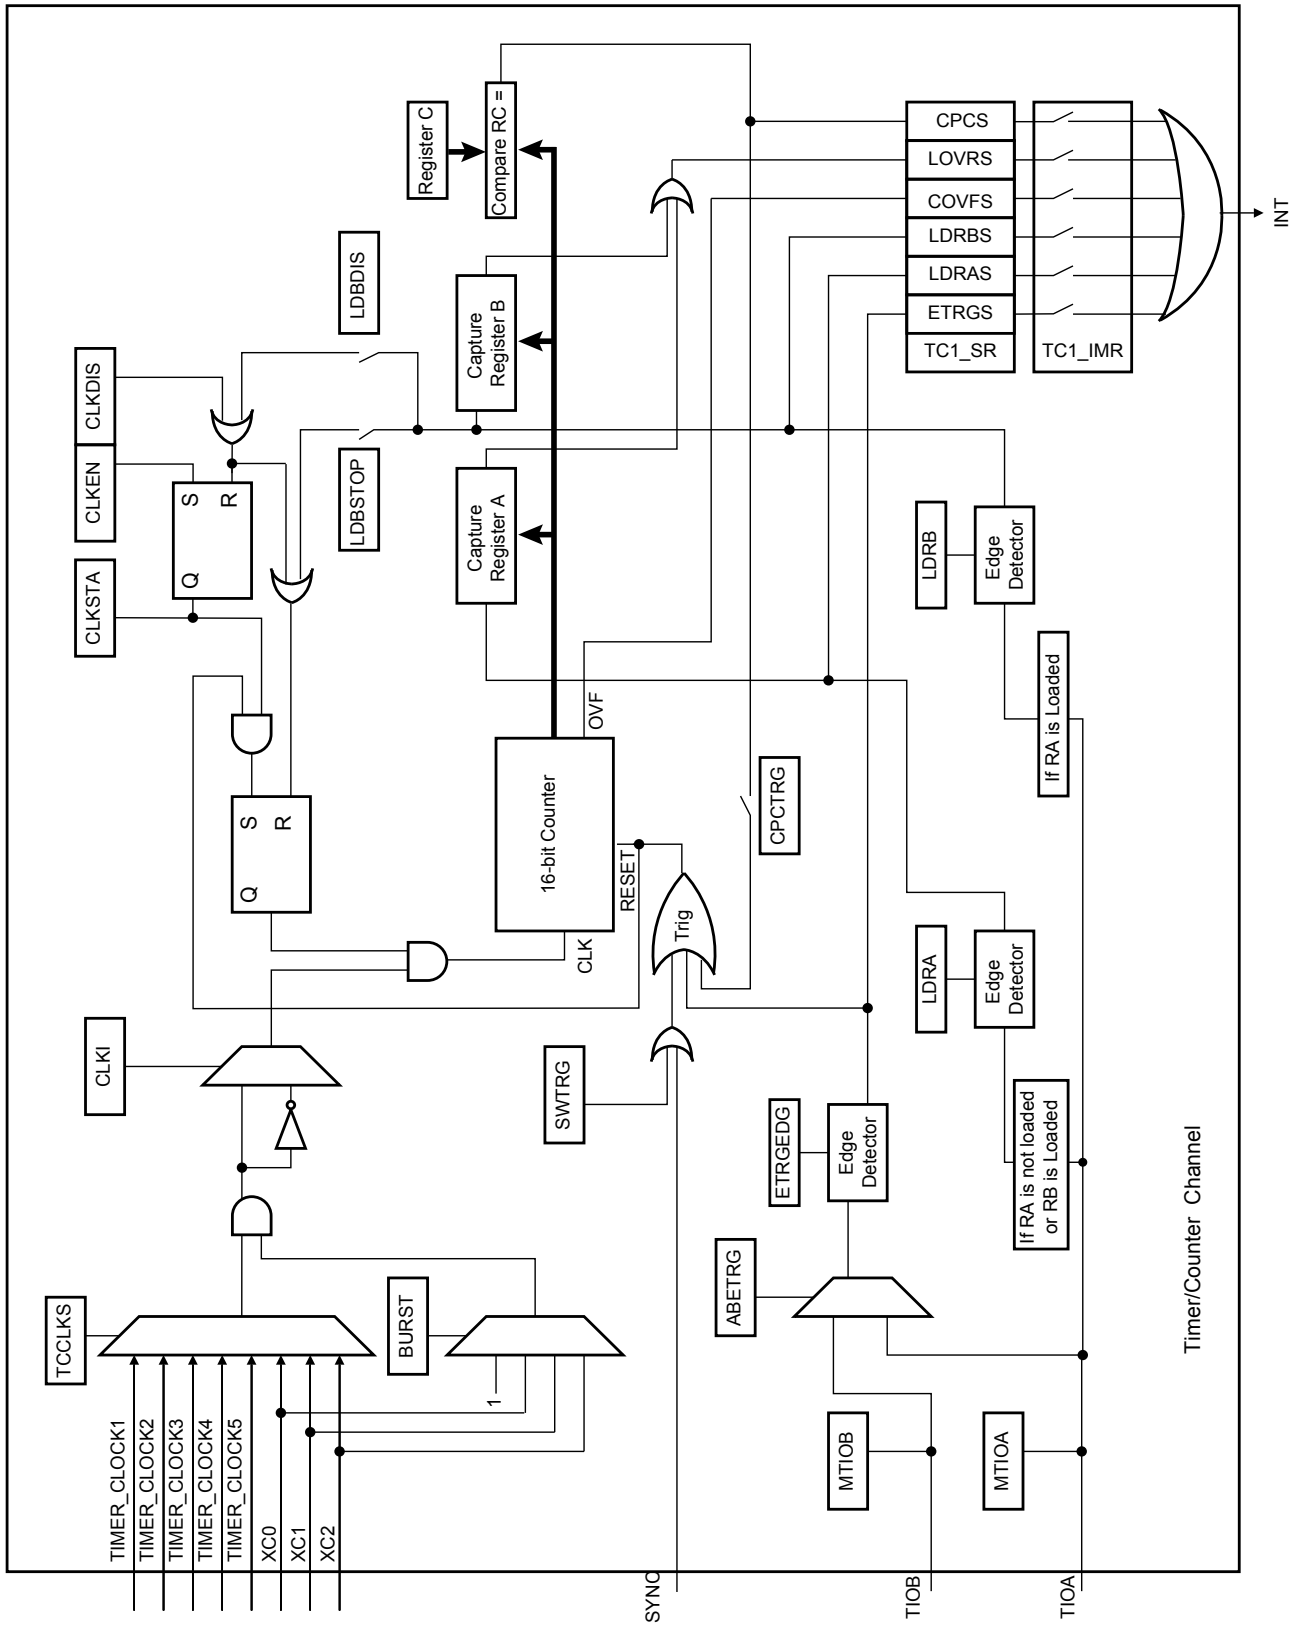 TCCLKS
TIMER_CLOCK1
TIMER_CLOCK2
TIMER_CLOCK3
TIMER_CLOCK4
TIMER_CLOCK5
XC0
XC1
XC2
BURST
1
CLKI
CLKSTA
CLKEN
CLKDIS
Q
S
R
Q
S
R
LDBSTOP
LDBDIS
Register C
Compare RC =
Capture
Register A
Capture
Register B
16-bit Counter
CLK
OVF
RESET
Trig
SWTRG
CPCTRG
SYNC
ABETRG
ETRGEDG
Edge
Detector
MTIOB
TIOB
MTIOA
TIOA
LDRA
Edge
Detector
If RA is not loaded
or RB is Loaded
LDRB
Edge
Detector
If RA is Loaded
CPCS
LOVRS
COVFS
LDRBS
LDRAS
ETRGS
TC1_SR
TC1_IMR
INT
Timer/Counter Channel